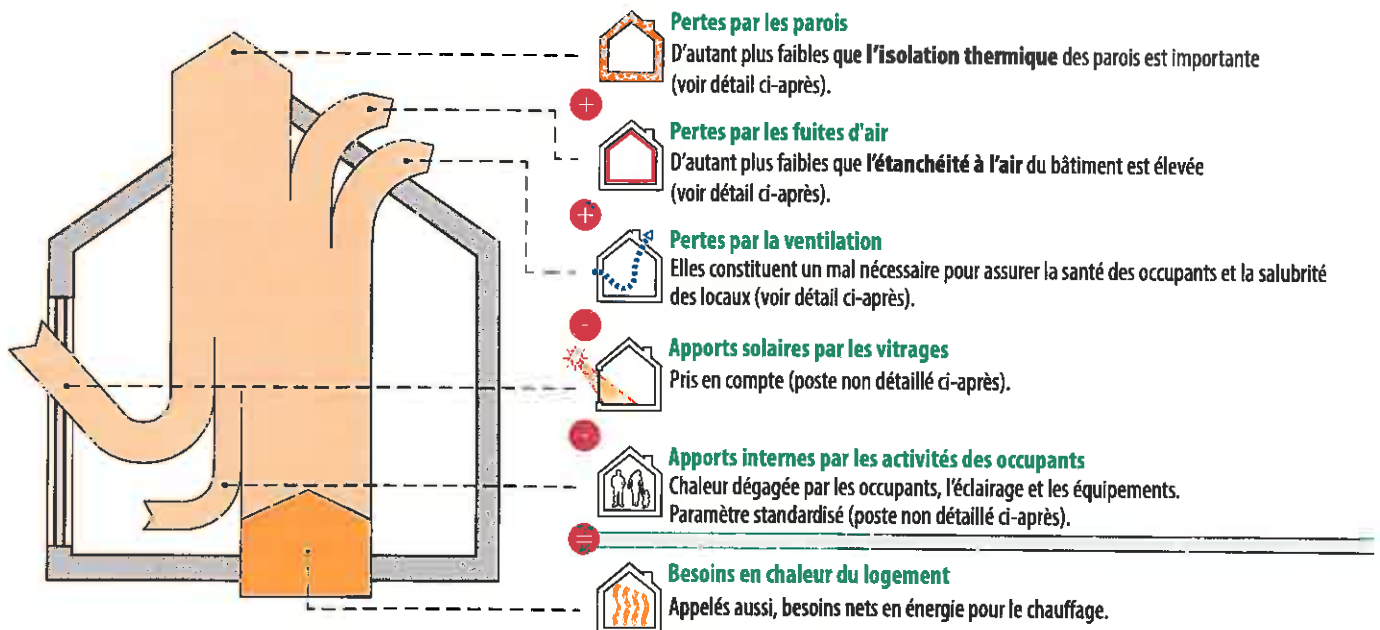 Pertes par les parois
D'autant plus faibles que l'isolation thermique des parois est importante
(voir détail ci-après).
+
Pertes par les fuites d'air
D'autant plus faibles que l'étanchéité à l'air du bâtiment est élevée
(voir détail ci-après).
+
Pertes par la ventilation
Elles constituent un mal nécessaire pour assurer la santé des occupants et la salubrité
des locaux (voir détail ci-après).
-
Apports solaires par les vitrages
Pris en compte (poste non détaillé ci-après).
-
Apports internes par les activités des occupants
Chaleur dégagée par les occupants, l'éclairage et les équipements.
Paramètre standardisé (poste non détaillé ci-après).
=
Besoins en chaleur du logement
Appelés aussi, besoins nets en énergie pour le chauffage.